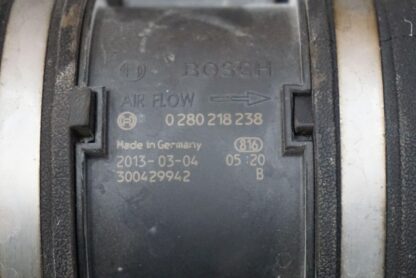 BOSCH
AIR FLOW
0 280 218 238
Made in Germany 816
2013-03-04 05:20
300429942 B